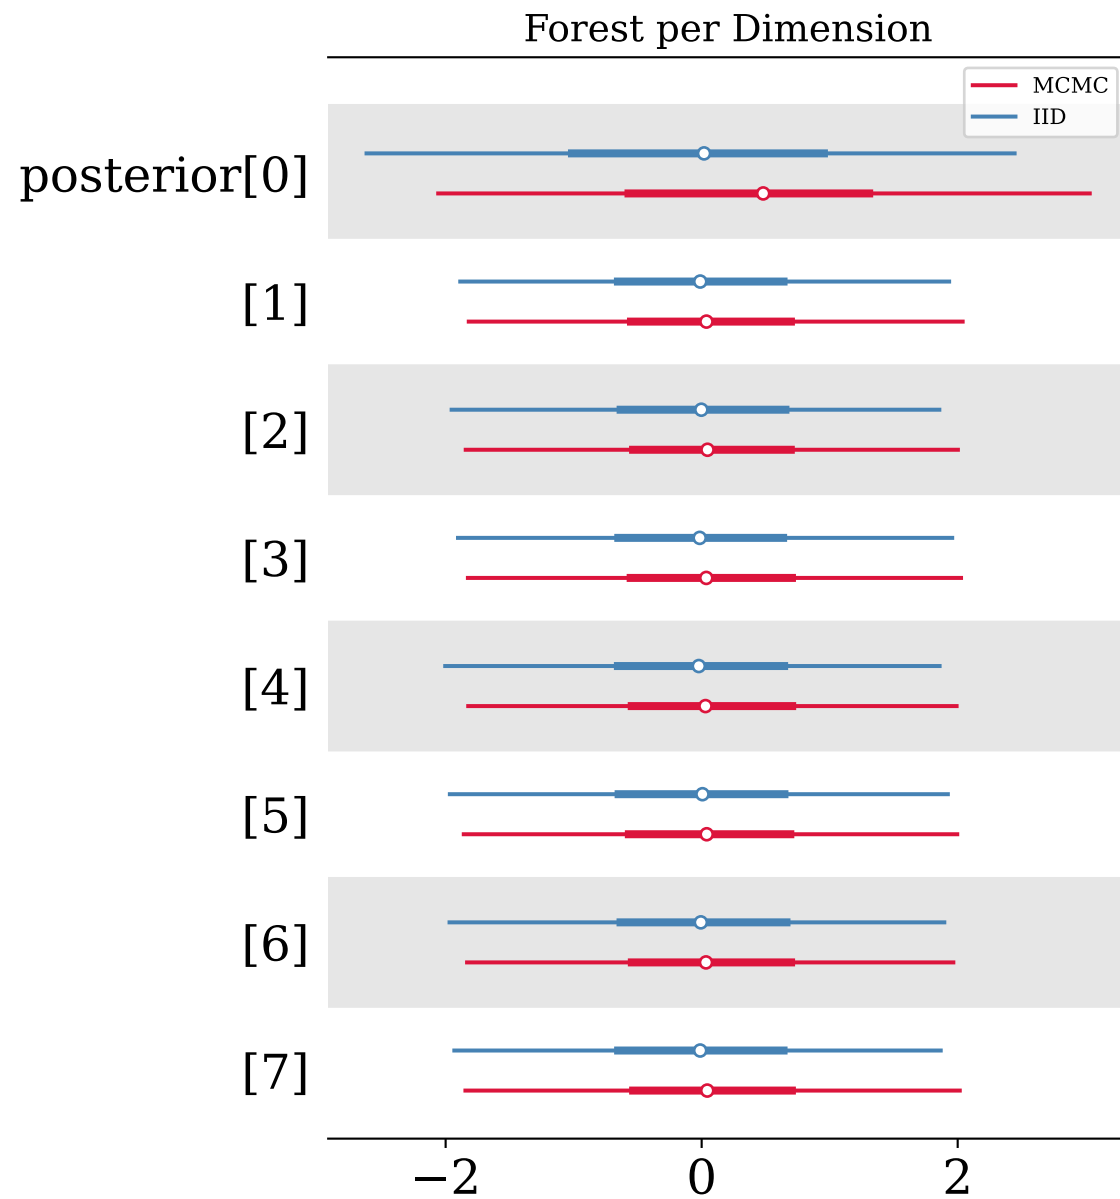 Forest per Dimension
MCMC
IID
posterior[0]
[1]
[2]
[3]
[4]
[5]
[6]
[7]
−2 0 2